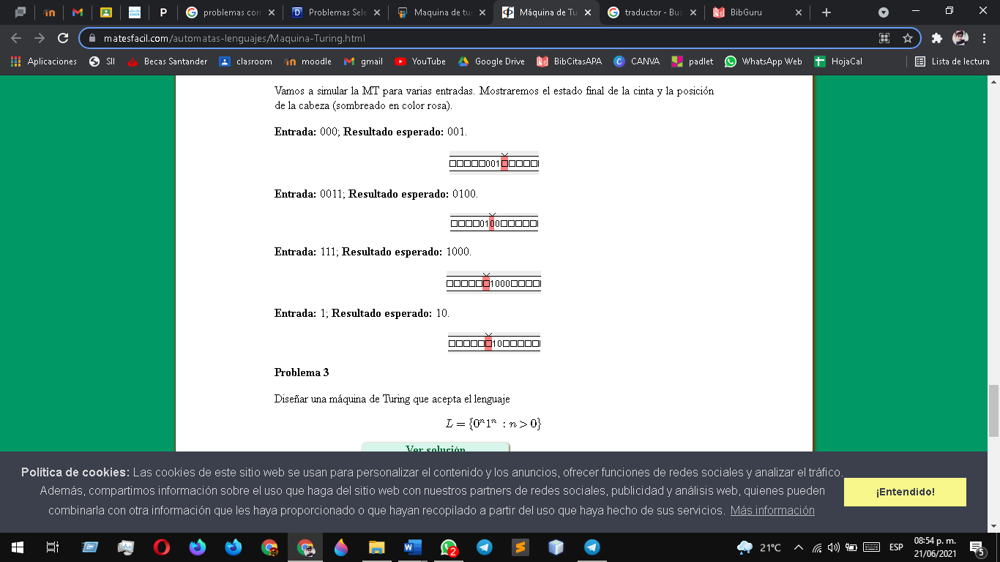 problemas con
Problemas Sele
Maquina de tu
Máquina de Tu
traductor - Bus
BibGuru
matesfacil.com/automatas-lenguajes/Maquina-Turing.html
Aplicaciones
SII
Becas Santander
clasroom
moodle
gmail
YouTube
Google Drive
BibCitasAPA
CANVA
padlet
WhatsApp Web
HojaCal
Lista de lectura
Vamos a simular la MT para varias entradas. Mostraremos el estado final de la cinta y la posición
de la cabeza (sombreado en color rosa).
Entrada: 000; Resultado esperado: 001.
□□□□□001□□□□□
Entrada: 0011; Resultado esperado: 0100.
□□□□0100□□□□□
Entrada: 111; Resultado esperado: 1000.
□□□□□□1000□□□□
Entrada: 1; Resultado esperado: 10.
□□□□□□10□□□□□
Problema 3
Diseñar una máquina de Turing que acepta el lenguaje
L = {0ⁿ1ⁿ : n > 0}
Ver solución
Política de cookies: Las cookies de este sitio web se usan para personalizar el contenido y los anuncios, ofrecer funciones de redes sociales y analizar el tráfico.
Además, compartimos información sobre el uso que haga del sitio web con nuestros partners de redes sociales, publicidad y análisis web, quienes pueden
combinarla con otra información que les haya proporcionado o que hayan recopilado a partir del uso que haya hecho de sus servicios. Más información
¡Entendido!
2
21°C
ESP
08:54 p. m.
21/06/2021
5